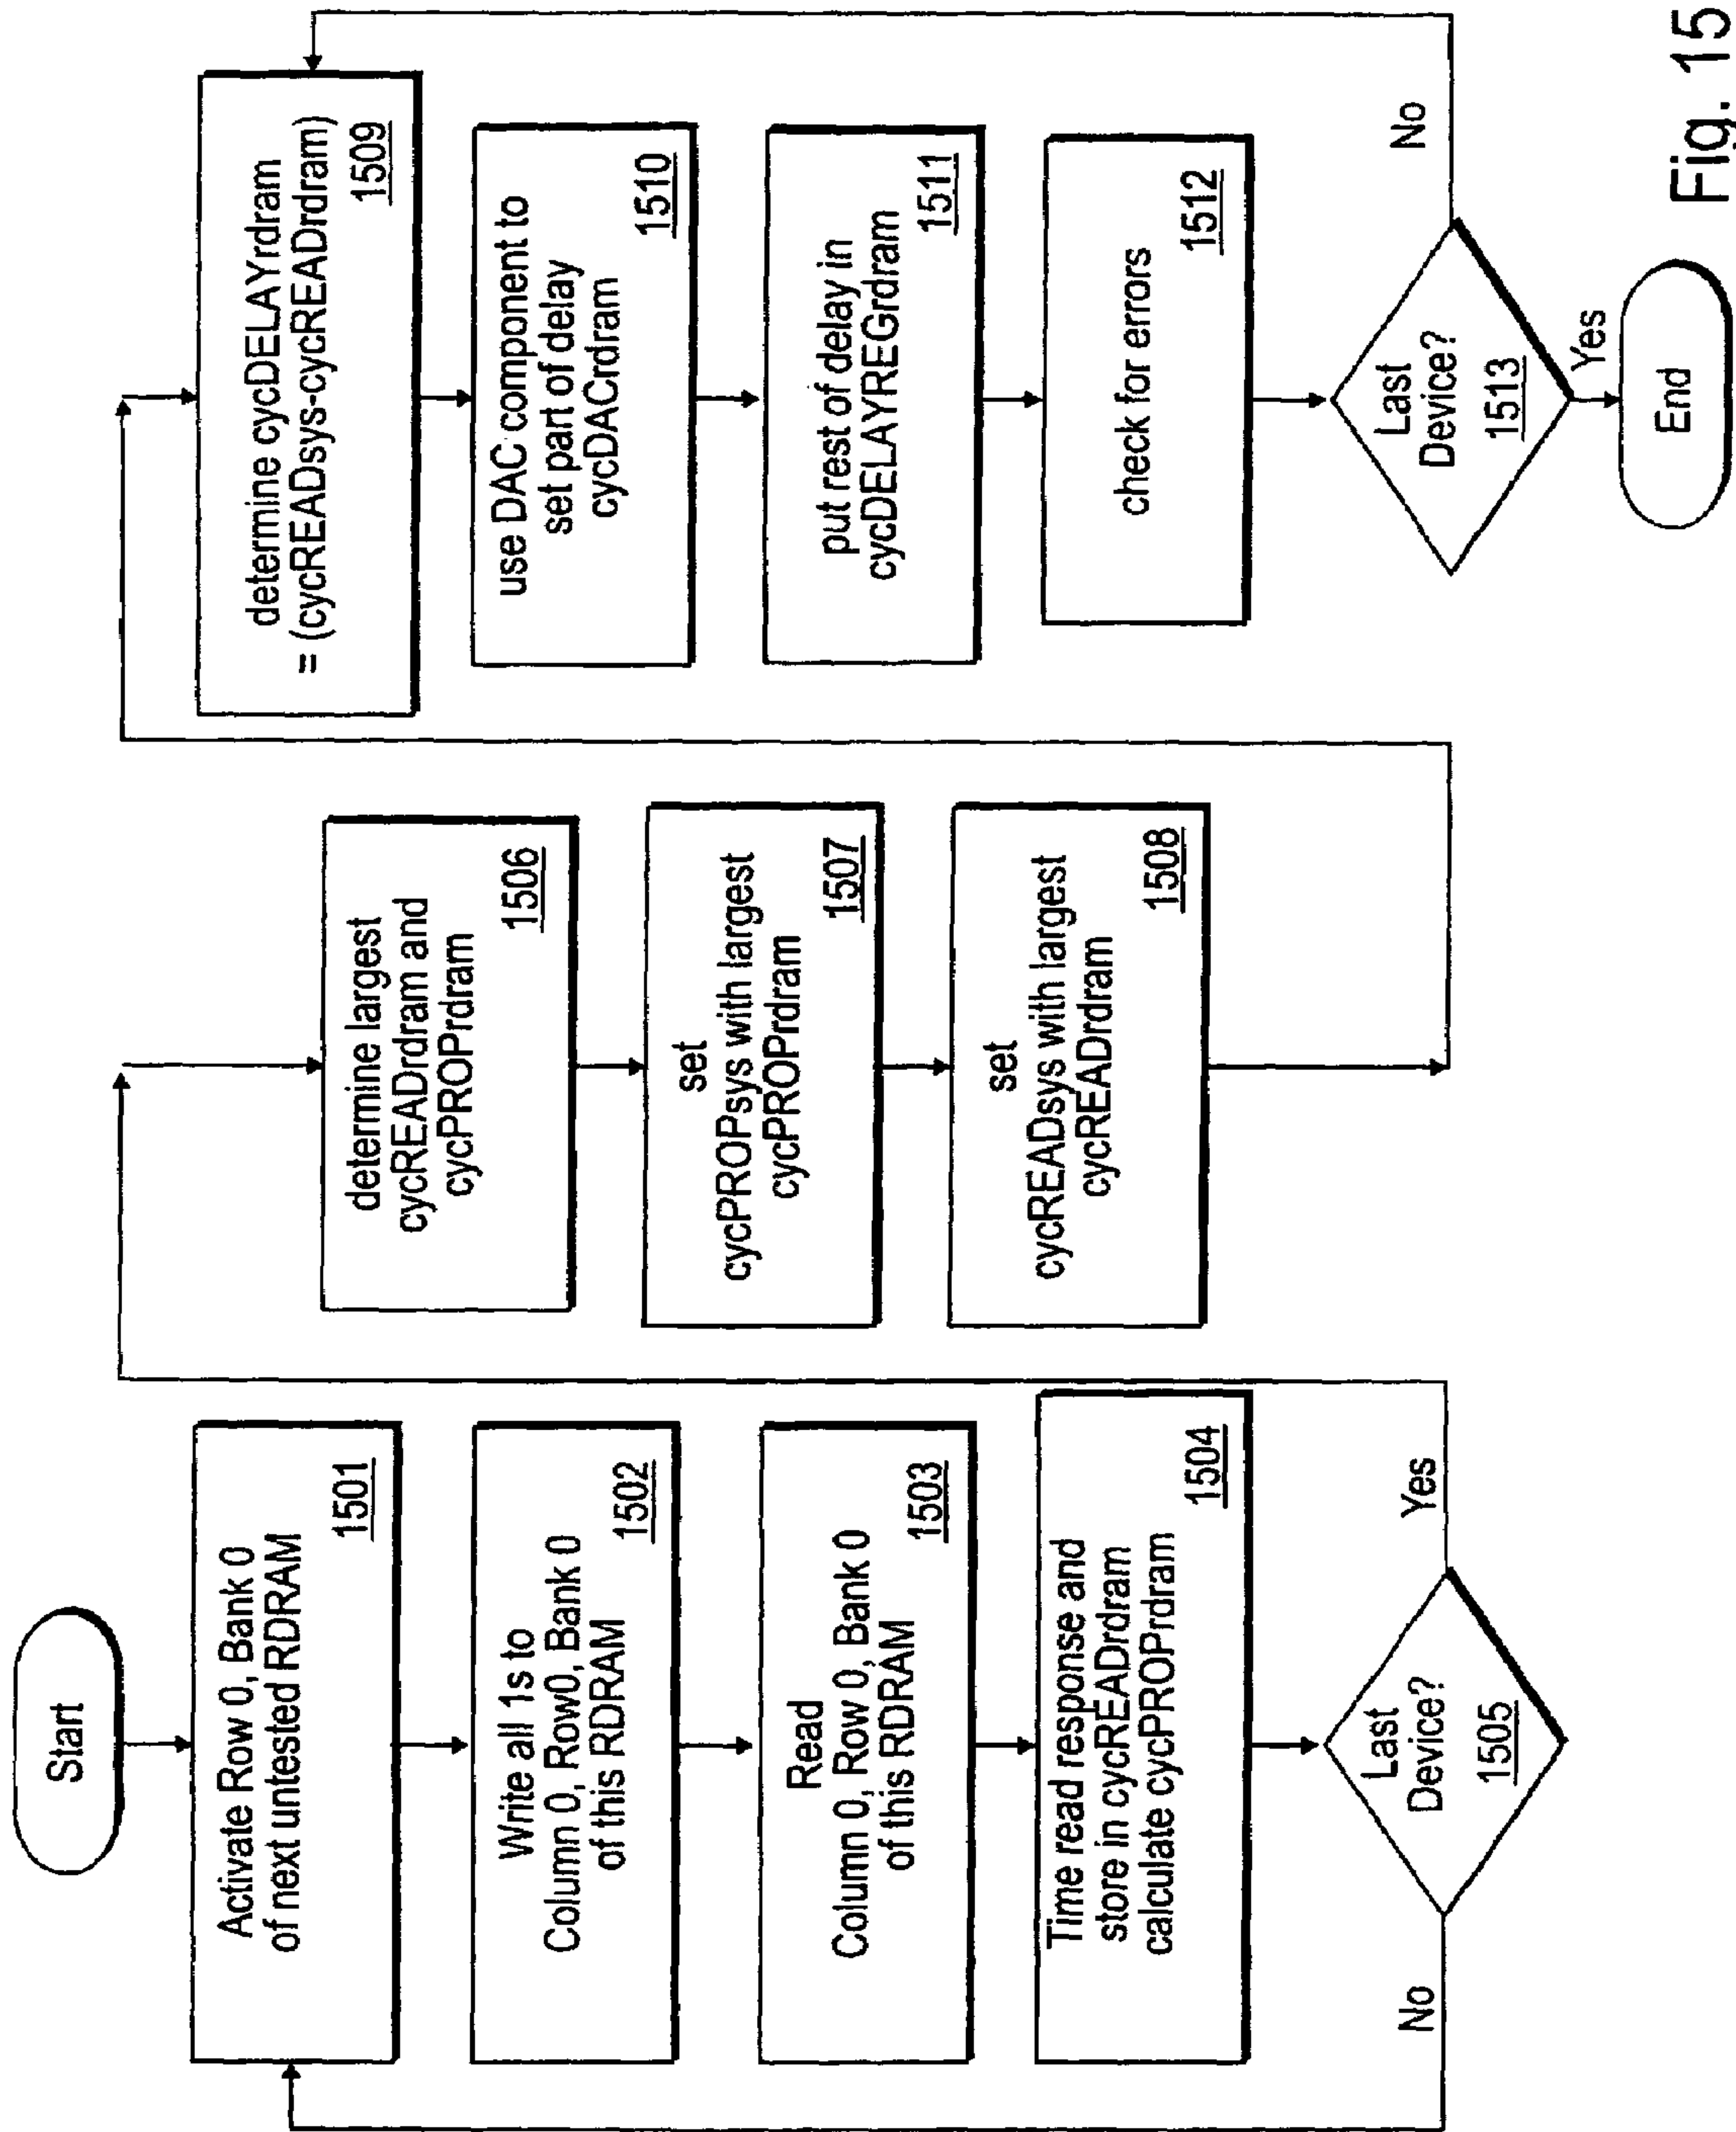 Start
Activate Row 0, Bank 0
of next untested RDRAM
1501
Write all 1s to
Column 0, Row0, Bank 0
of this RDRAM
1502
Read
Column 0, Row 0, Bank 0
of this RDRAM
1503
Time read response and
store in cycREADrdram
calculate cycPROPrdram
1504
Last
Device?
1505
No
Yes
determine largest
cycREADrdram and
cycPROPrdram
1506
set
cycPROPsys with largest
cycPROPrdram
1507
set
cycREADsys with largest
cycREADrdram
1508
determine cycDELAYrdram
= (cycREADsys-cycREADrdram)
1509
use DAC component to
set part of delay
cycDACrdram
1510
put rest of delay in
cycDELAYREGrdram
1511
check for errors
1512
Last
Device?
1513
No
Yes
End
Fig. 15